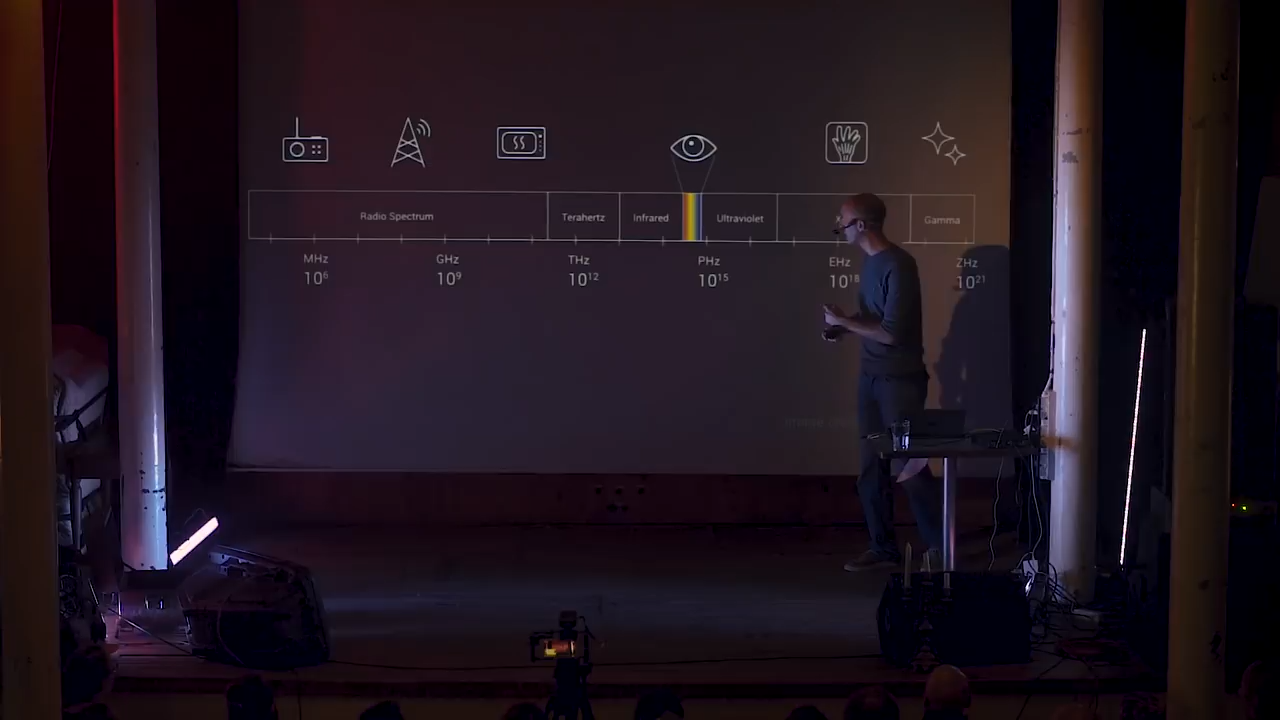 Radio Spectrum Terahertz Infrared Ultraviolet Gamma
MHz GHz THz PHz EHz ZHz
10⁶ 10⁹ 10¹² 10¹⁵ 10¹⁸ 10²¹